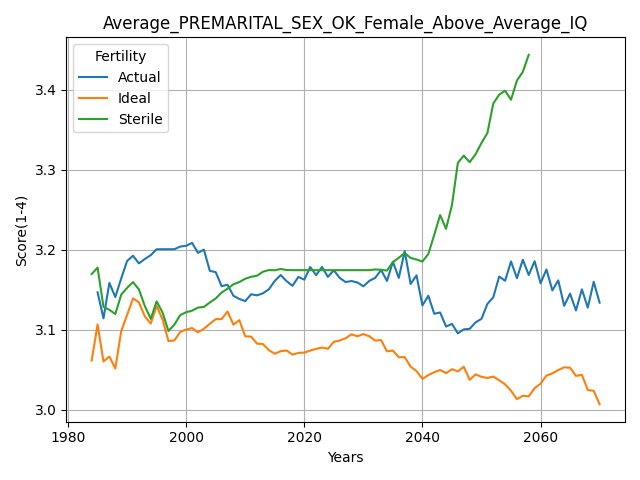 Average_PREMARITAL_SEX_OK_Female_Above_Average_IQ
Fertility
Actual
Ideal
Sterile
Score(1-4)
3.4
3.3
3.2
3.1
3.0
1980 2000 2020 2040 2060
Years